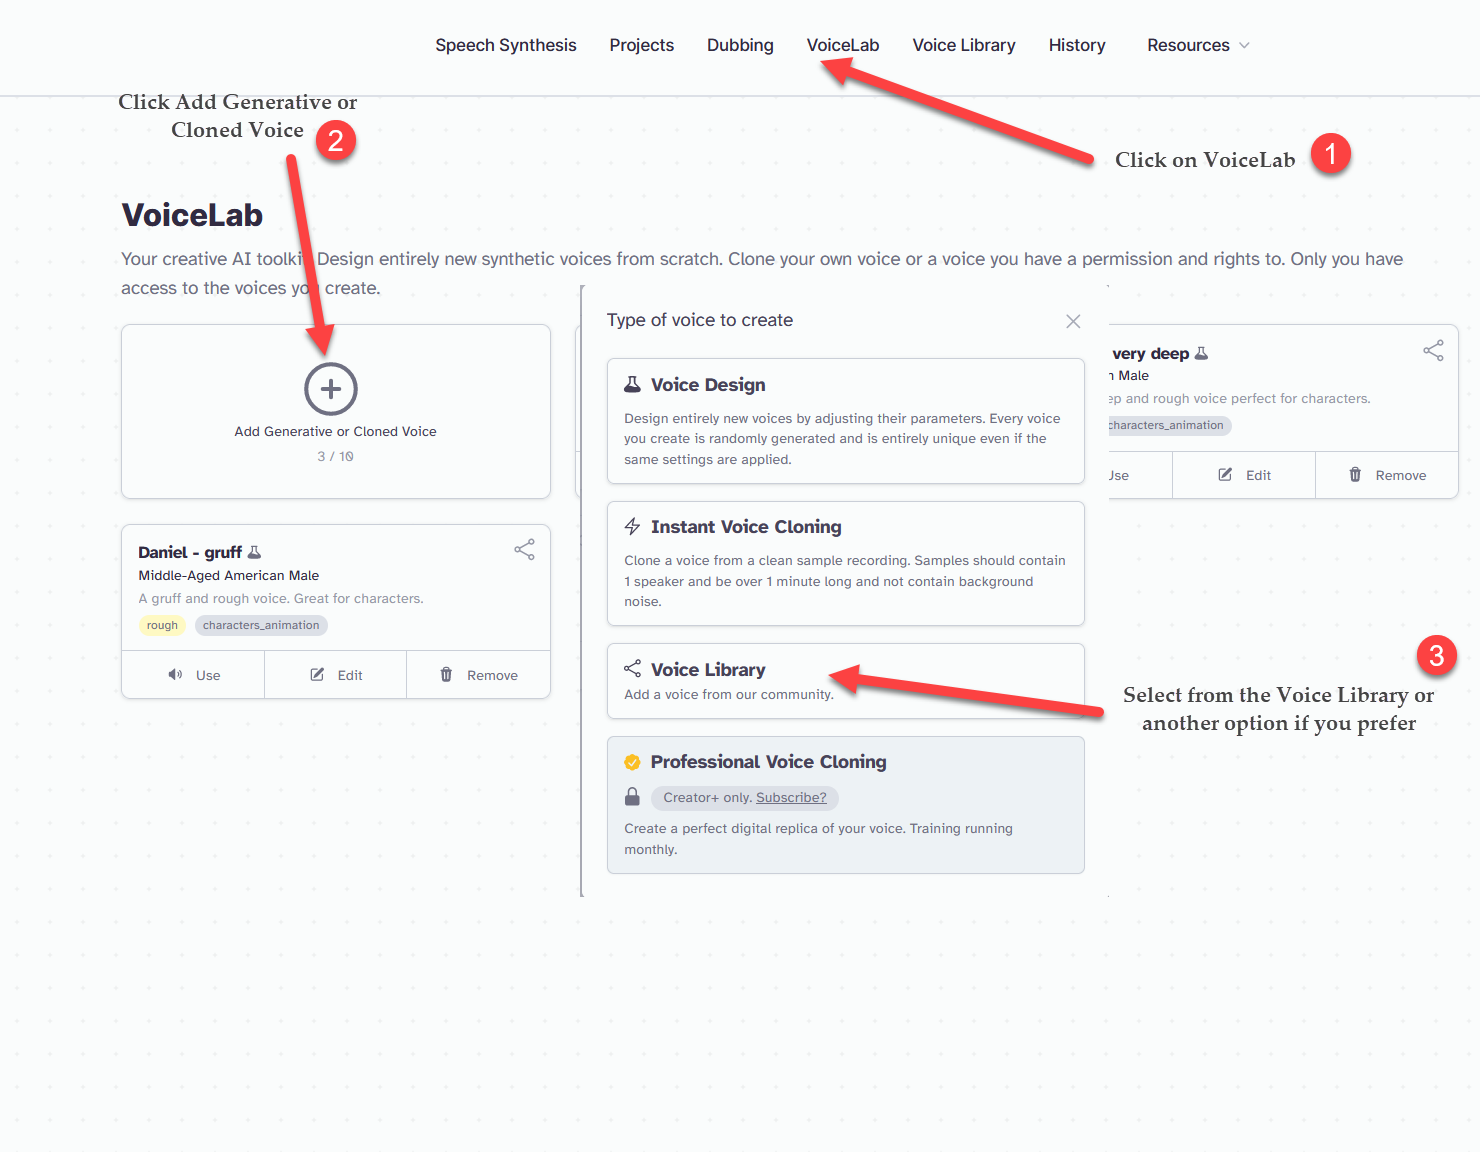 Speech Synthesis Projects Dubbing VoiceLab Voice Library History Resources
Click Add Generative or
Cloned Voice
2
Click on VoiceLab
1
VoiceLab
Your creative AI toolki Design entirely new synthetic voices from scratch. Clone your own voice or a voice you have a permission and rights to. Only you have
access to the voices you create.
Add Generative or Cloned Voice
3 / 10
Daniel - gruff
Middle-Aged American Male
A gruff and rough voice. Great for characters.
rough characters_animation
Use Edit Remove
Type of voice to create
Voice Design
Design entirely new voices by adjusting their parameters. Every voice
you create is randomly generated and is entirely unique even if the
same settings are applied.
Instant Voice Cloning
Clone a voice from a clean sample recording. Samples should contain
1 speaker and be over 1 minute long and not contain background
noise.
Voice Library
Add a voice from our community.
Professional Voice Cloning
Creator+ only. Subscribe?
Create a perfect digital replica of your voice. Training running
monthly.
very deep
Male
and rough voice perfect for characters.
characters_animation
Use Edit Remove
3
Select from the Voice Library or
another option if you prefer